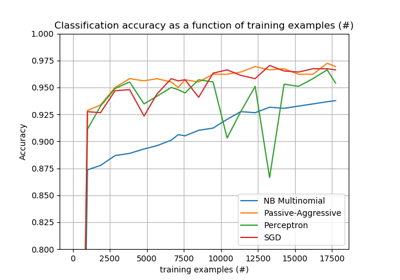 Classification accuracy as a function of training examples (#)
1.000
0.975
0.950
0.925
0.900
0.875
0.850
0.825
0.800
Accuracy
0 2500 5000 7500 10000 12500 15000 17500
training examples (#)
NB Multinomial
Passive-Aggressive
Perceptron
SGD